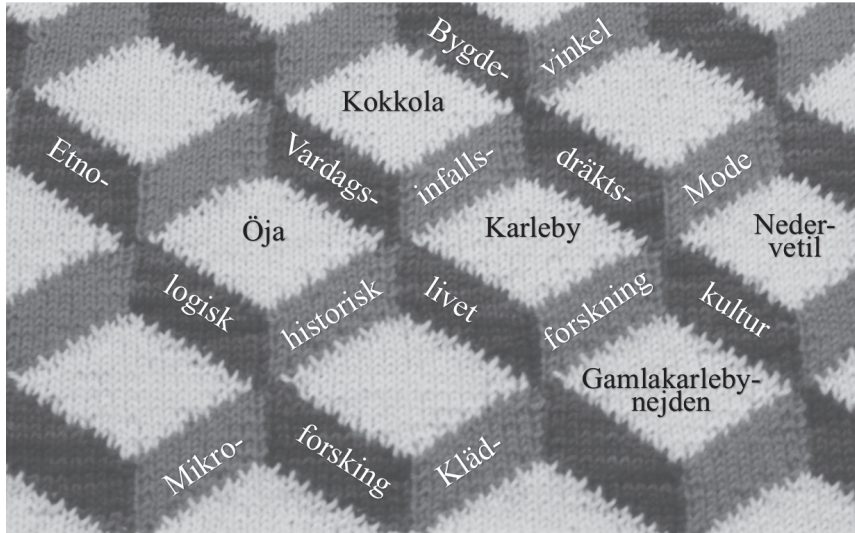 Bygde-
vinkel
Kokkola
Etno-
Vardags-
infalls-
dräkts-
Mode
Öja
Karleby
Neder-
vetil
logisk
historisk
livet
forskning
kultur
Gamlakarleby-
nejden
Mikro-
forsking
Kläd-